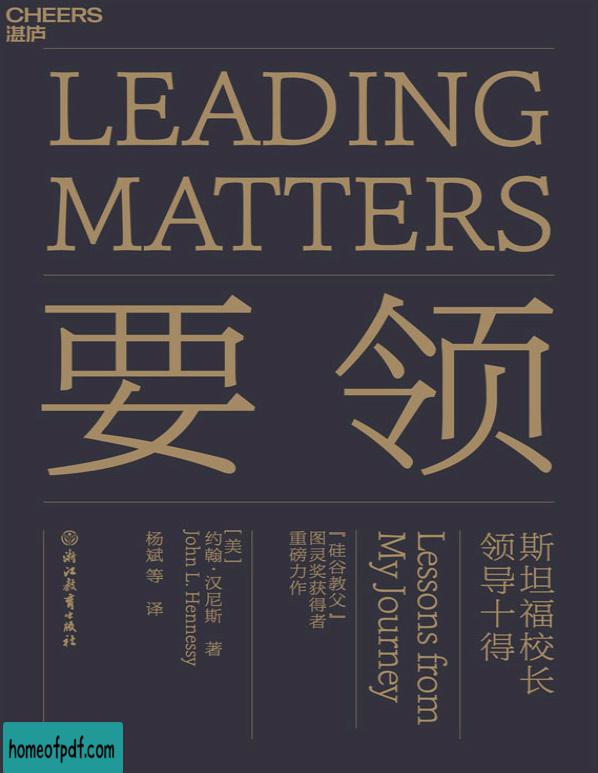 CHEERS
湛庐
LEADING
MATTERS
要领
斯坦福校长
领导十得
Lessons from
My Journey
『硅谷教父』
图灵奖获得者
重磅力作
[美]
约翰·汉尼斯 著
John L. Hennessy
杨斌 等 译
浙江教育出版社
homeofpdf.com